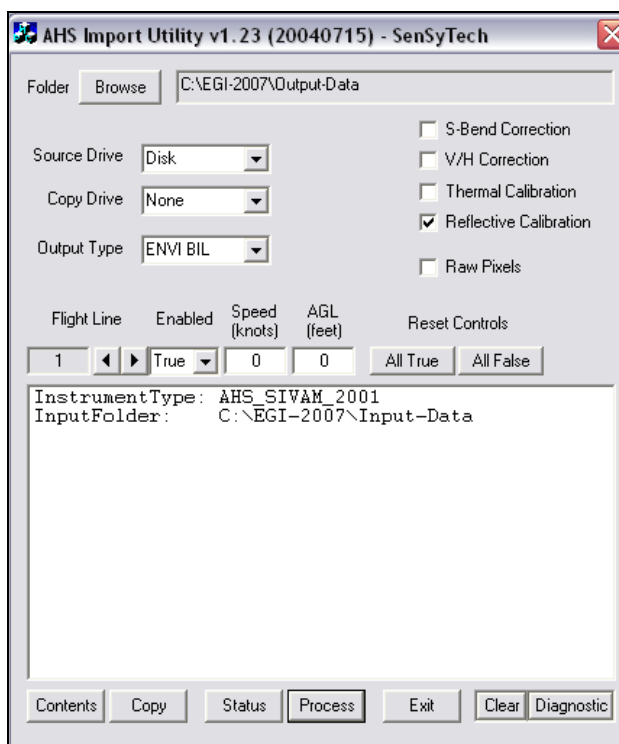 AHS Import Utility v1.23 (20040715) - SenSyTech
Folder Browse C:\EGI-2007\Output-Data
S-Bend Correction
Source Drive Disk V/H Correction
Copy Drive None Thermal Calibration
Reflective Calibration
Output Type ENVI BIL
Raw Pixels
Flight Line Enabled Speed (knots) AGL (feet) Reset Controls
1 True 0 0 All True All False
InstrumentType: AHS_SIVAM_2001
InputFolder: C:\EGI-2007\Input-Data
Contents Copy Status Process Exit Clear Diagnostic